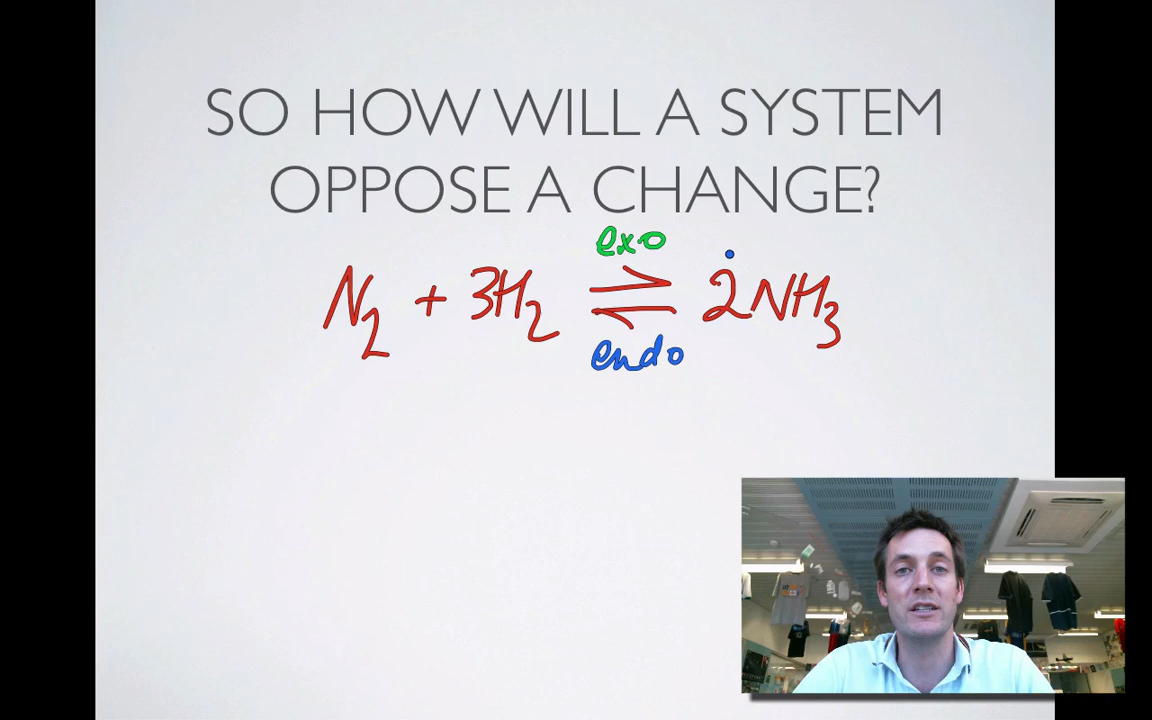 SO HOW WILL A SYSTEM
OPPOSE A CHANGE?
exo
N₂ + 3H₂ ⇌ 2NH₃
endo